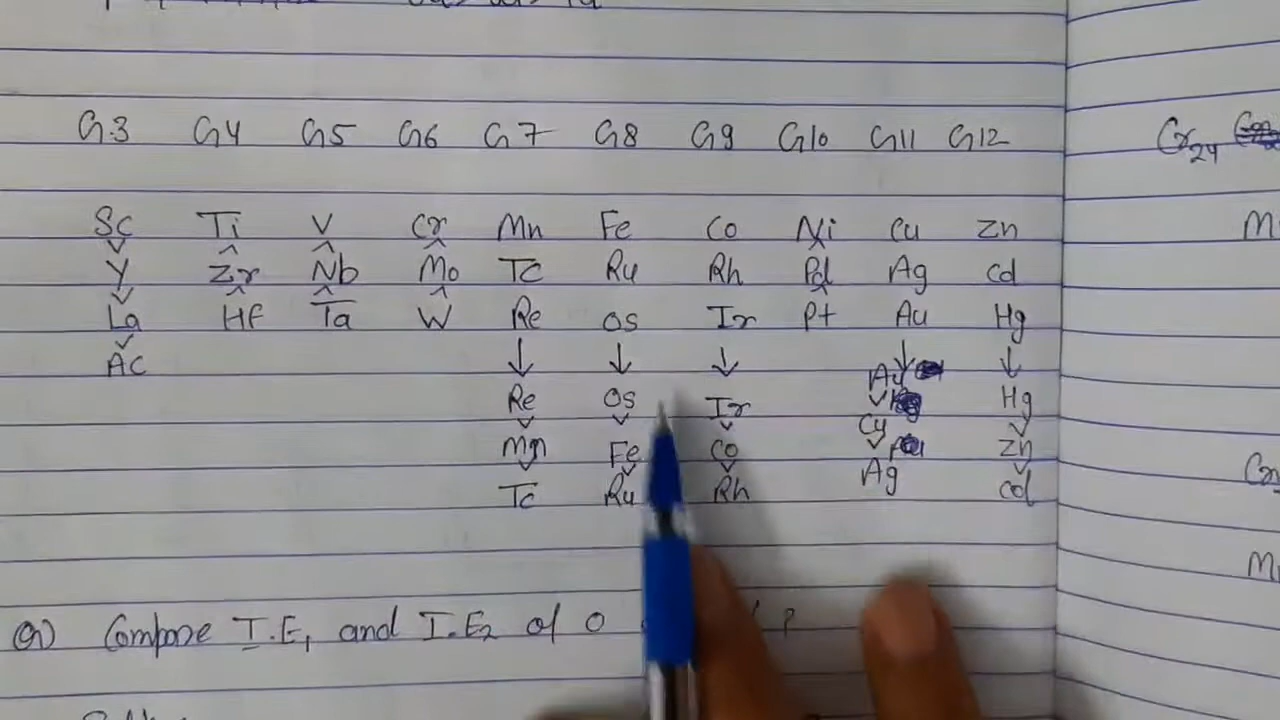 G3 G4 G5 G6 G7 G8 G9 G10 G11 G12
Cr24
Sc Ti V Cr Mn Fe Co Ni Cu Zn
Y Zr Nb Mo TC Ru Rh Pd Ag Cd
La Hf Ta W Re Os Ir Pt Au Hg
AC ↓ ↓ ↓ ↓ ↓
Re Os Ir Au Hg
Mn Fe Co Cu Zn
Tc Ru Rh Ag Cd
Q) Compose I.E1 and I.E2 of O